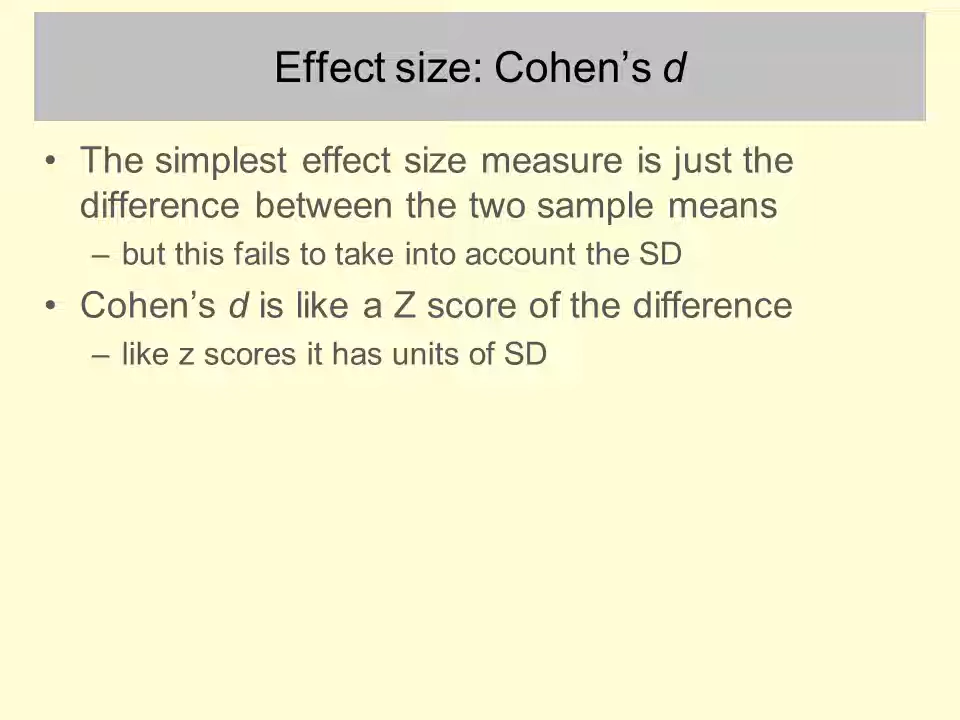 Effect size: Cohen’s d
• The simplest effect size measure is just the
difference between the two sample means
– but this fails to take into account the SD
• Cohen’s d is like a Z score of the difference
– like z scores it has units of SD